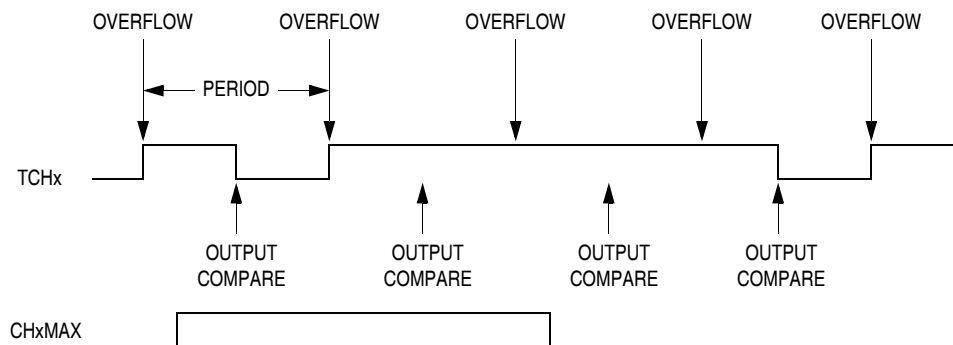 OVERFLOW OVERFLOW OVERFLOW OVERFLOW OVERFLOW
PERIOD
TCHx
OUTPUT COMPARE
OUTPUT COMPARE
OUTPUT COMPARE
OUTPUT COMPARE
CHxMAX